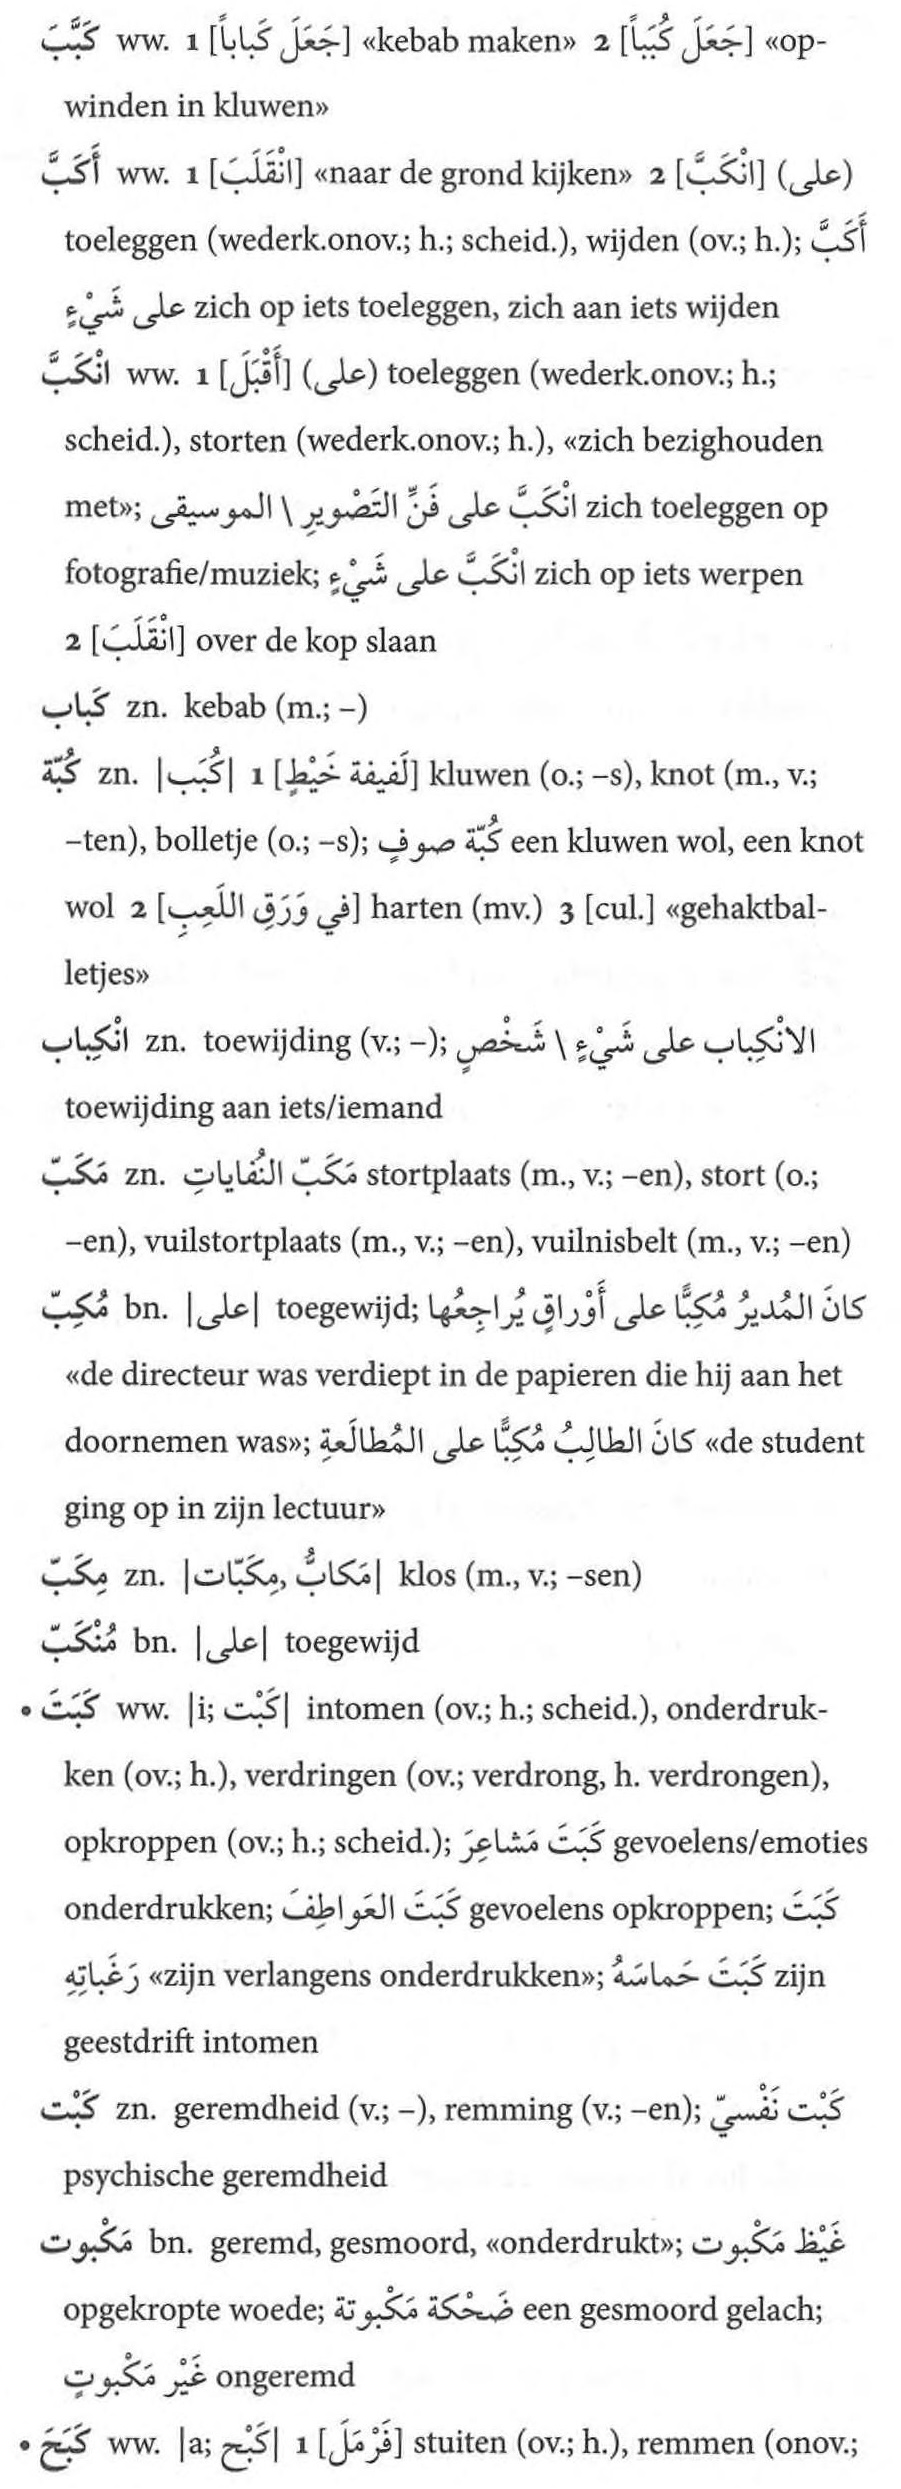 كَبَّبَ ww. 1 [جَعَلَ كَباباً] «kebab maken» 2 [جَعَلَ كُبَباً] «op-
winden in kluwen»
أَكَبَّ ww. 1 [انْقَلَبَ] «naar de grond kijken» 2 [انْكَبَّ] (على)
toeleggen (wederk.onov.; h.; scheid.), wijden (ov.; h.); أَكَبَّ
على شَيْءٍ zich op iets toeleggen, zich aan iets wijden
انْكَبَّ ww. 1 [أَقْبَلَ] (على) toeleggen (wederk.onov.; h.;
scheid.), storten (wederk.onov.; h.), «zich bezighouden
met»; انْكَبَّ على فَنِّ التَصْويرِ \ الموسيقى zich toeleggen op
fotografie/muziek; انْكَبَّ على شَيْءٍ zich op iets werpen
2 [انْقَلَبَ] over de kop slaan
كَباب zn. kebab (m.; –)
كُبّة zn. |كُبَب| 1 [لَفيفة خَيْطٍ] kluwen (o.; –s), knot (m., v.;
–ten), bolletje (o.; –s); كُبّة صوفٍ een kluwen wol, een knot
wol 2 [في وَرَقِ اللَعِبِ] harten (mv.) 3 [cul.] «gehaktbal-
letjes»
انْكِباب zn. toewijding (v.; –); الانْكِباب على شَيْءٍ \ شَخْصٍ
toewijding aan iets/iemand
مَكَبّ zn. مَكَبّ النُفاياتِ stortplaats (m., v.; –en), stort (o.;
–en), vuilstortplaats (m., v.; –en), vuilnisbelt (m., v.; –en)
مُكِبّ bn. |على| toegewijd; كانَ المُديرُ مُكِبًّا على أَوْراقٍ يُراجِعُها
«de directeur was verdiept in de papieren die hij aan het
doornemen was»; كانَ الطالِبُ مُكِبًّا على المُطالَعةِ «de student
ging op in zijn lectuur»
مِكَبّ zn. |مَكابُّ, مِكَبّات| klos (m., v.; –sen)
مُنْكَبّ bn. |على| toegewijd
• كَبَتَ ww. |i; كَبْت| intomen (ov.; h.; scheid.), onderdruk-
ken (ov.; h.), verdringen (ov.; verdrong, h. verdrongen),
opkroppen (ov.; h.; scheid.); كَبَتَ مَشاعِرَ gevoelens/emoties
onderdrukken; كَبَتَ العَواطِفَ gevoelens opkroppen; كَبَتَ
رَغَباتِهِ «zijn verlangens onderdrukken»; كَبَتَ حَماسَهُ zijn
geestdrift intomen
كَبْت zn. geremdheid (v.; –), remming (v.; –en); كَبْت نَفْسيّ
psychische geremdheid
مَكْبوت bn. geremd, gesmoord, «onderdrukt»; غَيْظ مَكْبوت
opgekropte woede; ضَحْكة مَكْبوتة een gesmoord gelach;
غَيْر مَكْبوتٍ ongeremd
• كَبَحَ ww. |a; كَبْح| 1 [فَرْمَلَ] stuiten (ov.; h.), remmen (onov.;